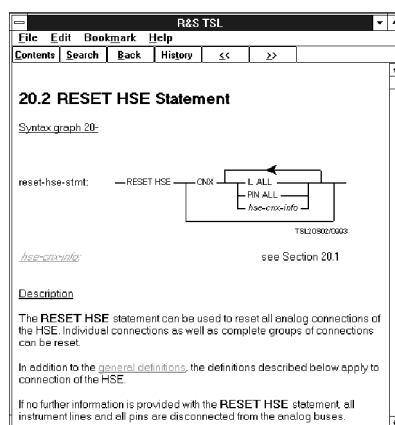 R&S TSL
File Edit Bookmark Help
Contents Search Back History << >>
20.2 RESET HSE Statement
Syntax graph 20-
reset-hse-stmt: RESET HSE CNX IL ALL
PIN ALL
hse-cnx-info
TSL20S02/0993
hse-cnx-info: see Section 20.1
Description
The RESET HSE statement can be used to reset all analog connections of
the HSE. Individual connections as well as complete groups of connections
can be reset.
In addition to the general definitions, the definitions described below apply to
connection of the HSE.
If no further information is provided with the RESET HSE statement, all
instrument lines and all pins are disconnected from the analog buses.